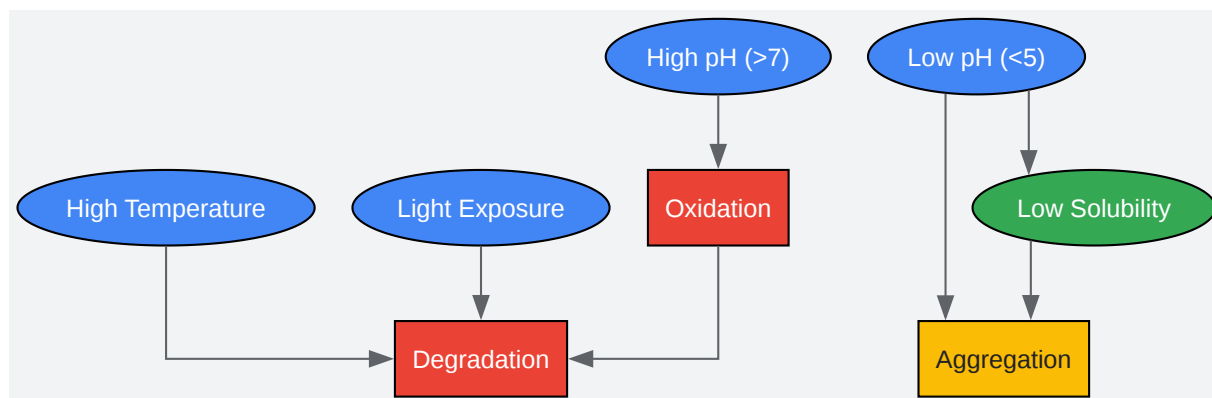 High pH (>7)
Low pH (<5)
High Temperature
Light Exposure
Oxidation
Low Solubility
Degradation
Aggregation